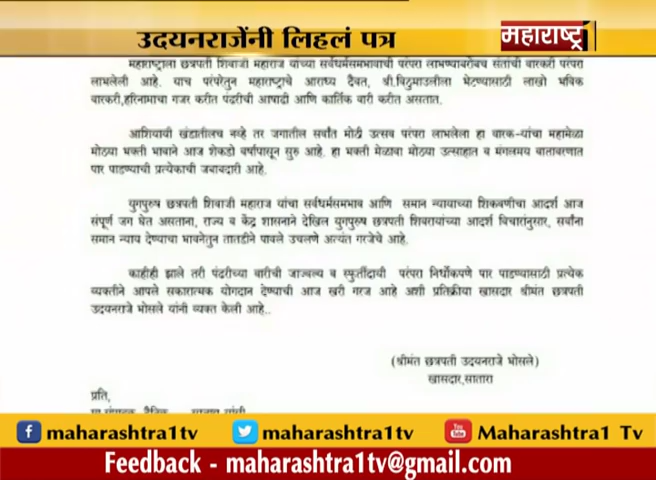 उदयनराजेंनी लिहलं पत्र
महाराष्ट्र1
महाराष्ट्राला छत्रपती शिवाजी महाराज यांच्या सर्वधर्मसमभावाची परंपरा लाभण्याबरोबच संतांची वारकरी परंपरा
लाभलेली आहे. याच परंपरेतुन महाराष्ट्राचे आराध्य दैवत, श्री.विठुमाउलीला भेटण्यासाठी लाखो भविक
वारकरी,हरिनामाचा गजर करीत पंढरीची आषाढी आणि कार्तिक वारी करीत असतात.
आशियायी खंडातीलच नव्हे तर जगातील सर्वांत मोठी उत्सव परंपरा लाभलेला हा वारक-यांचा महामेळा
मोठ्या भक्ती भावाने आज शेकडो वर्षांपासून सुरु आहे. हा भक्ती मेळावा मोठ्या उत्साहात व मंगलमय वातावरणात
पार पाडण्याची प्रत्येकाची जबाबदारी आहे.
युगपुरुष छत्रपती शिवाजी महाराज यांचा सर्वधर्मसमभाव आणि समान न्यायाच्या शिकवणीचा आदर्श आज
संपूर्ण जग घेत असताना, राज्य व केंद्र शासनाने देखिल युगपुरुष छत्रपती शिवरायांच्या आदर्श विचारांनुसार, सर्वांना
समान न्याय देण्याचा भावनेतुन तातडीने पावले उचलणे अत्यंत गरजेचे आहे.
काहीही झाले तरी पंढरीच्या वारीची जाज्वल्य व स्फुर्तीदायी परंपरा निर्धोकपणे पार पाडण्यासाठी प्रत्येक
व्यक्तीने आपले सकारात्मक योगदान देण्याची आज खरी गरज आहे अशी प्रतिक्रीया खासदार श्रीमंत छत्रपती
उदयनराजे भोसले यांनी व्यक्त केली आहे..
(श्रीमंत छत्रपती उदयनराजे भोसले)
खासदार,सातारा
प्रति,
maharashtra1tv
maharashtra1tv
You Tube
Maharashtra1 Tv
Feedback - maharashtra1tv@gmail.com